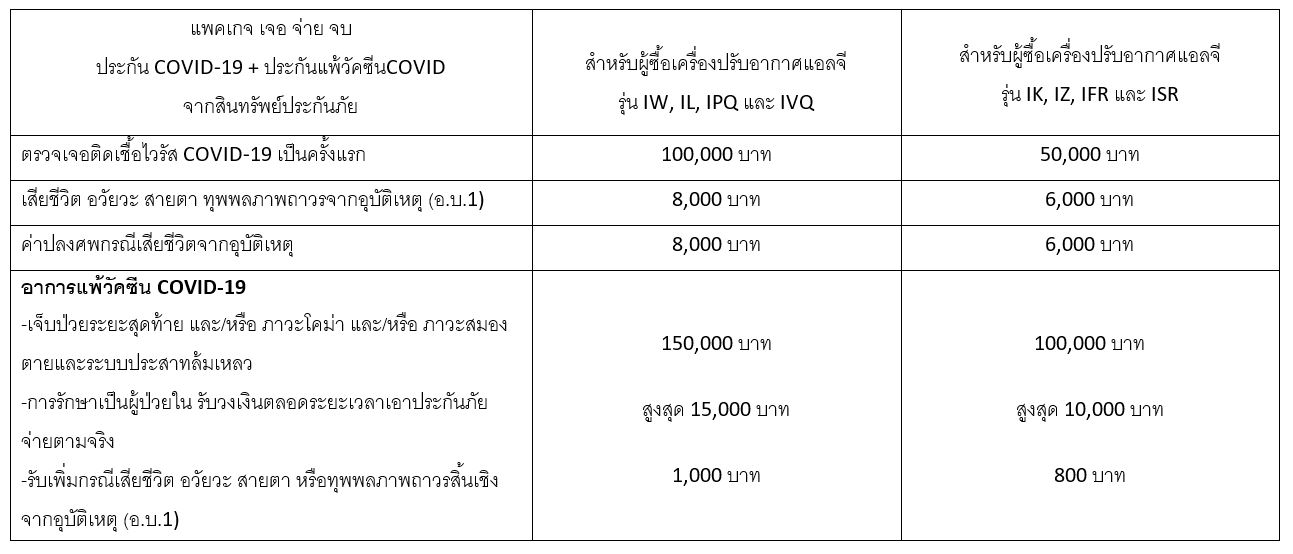 แพคเกจ เจอ จ่าย จบ
ประกัน COVID-19 + ประกันแพ้วัคซีนCOVID
จากสินทรัพย์ประกันภัย
สำหรับผู้ซื้อเครื่องปรับอากาศแอลจี
รุ่น IW, IL, IPQ และ IVQ
สำหรับผู้ซื้อเครื่องปรับอากาศแอลจี
รุ่น IK, IZ, IFR และ ISR
ตรวจเจอติดเชื้อไวรัส COVID-19 เป็นครั้งแรก
100,000 บาท
50,000 บาท
เสียชีวิต อวัยวะ สายตา ทุพพลภาพถาวรจากอุบัติเหตุ (อ.บ.1)
8,000 บาท
6,000 บาท
ค่าปลงศพกรณีเสียชีวิตจากอุบัติเหตุ
8,000 บาท
6,000 บาท
อาการแพ้วัคซีน COVID-19
-เจ็บป่วยระยะสุดท้าย และ/หรือ ภาวะโคม่า และ/หรือ ภาวะสมอง
ตายและระบบประสาทล้มเหลว
-การรักษาเป็นผู้ป่วยใน รับวงเงินตลอดระยะเวลาเอาประกันภัย
จ่ายตามจริง
-รับเพิ่มกรณีเสียชีวิต อวัยวะ สายตา หรือทุพพลภาพถาวรสิ้นเชิง
จากอุบัติเหตุ (อ.บ.1)
150,000 บาท
สูงสุด 15,000 บาท
1,000 บาท
100,000 บาท
สูงสุด 10,000 บาท
800 บาท